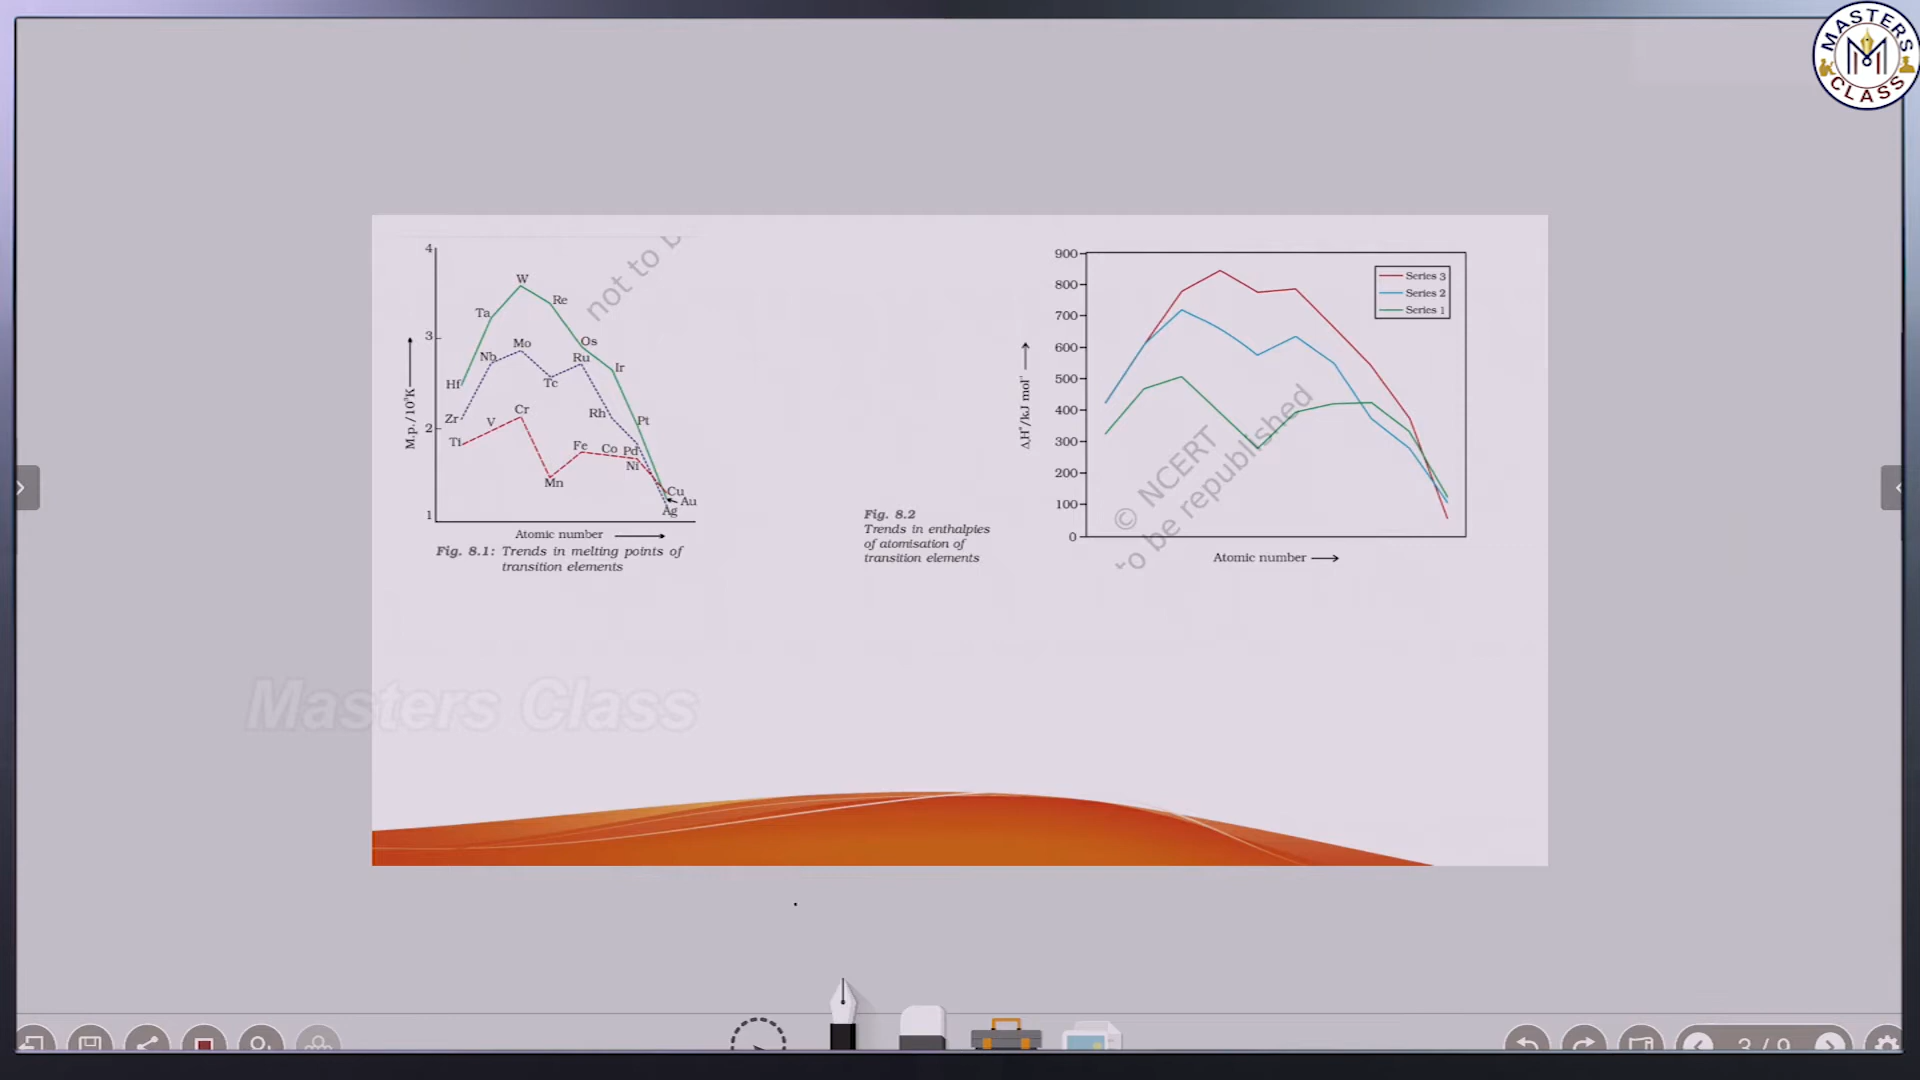 MASTERS
CLASS
4
3
2
1
M.p./10³K
W
Re
Ta
Os
Mo
Ru
Nb
Ir
Tc
Hf
Cr
Rh
Zr
V
Pt
Ti
Fe
Co
Pd
Ni
Mn
Cu
Au
Ag
Atomic number
Fig. 8.1: Trends in melting points of
transition elements
not to b
Fig. 8.2
Trends in enthalpies
of atomisation of
transition elements
900
800
700
600
500
400
300
200
100
0
Series 3
Series 2
Series 1
© NCERT
to be republished
Atomic number
Masters Class
3 / 9